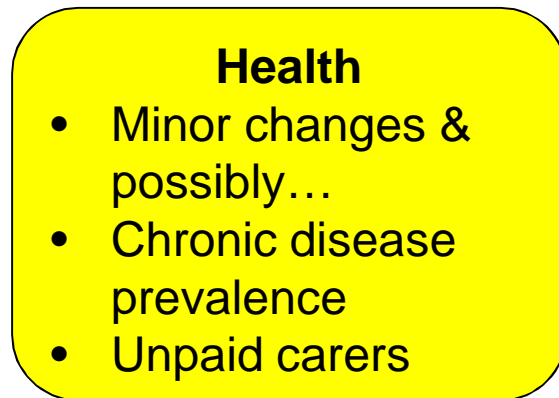 Health
• Minor changes &
possibly…
• Chronic disease
prevalence
• Unpaid carers